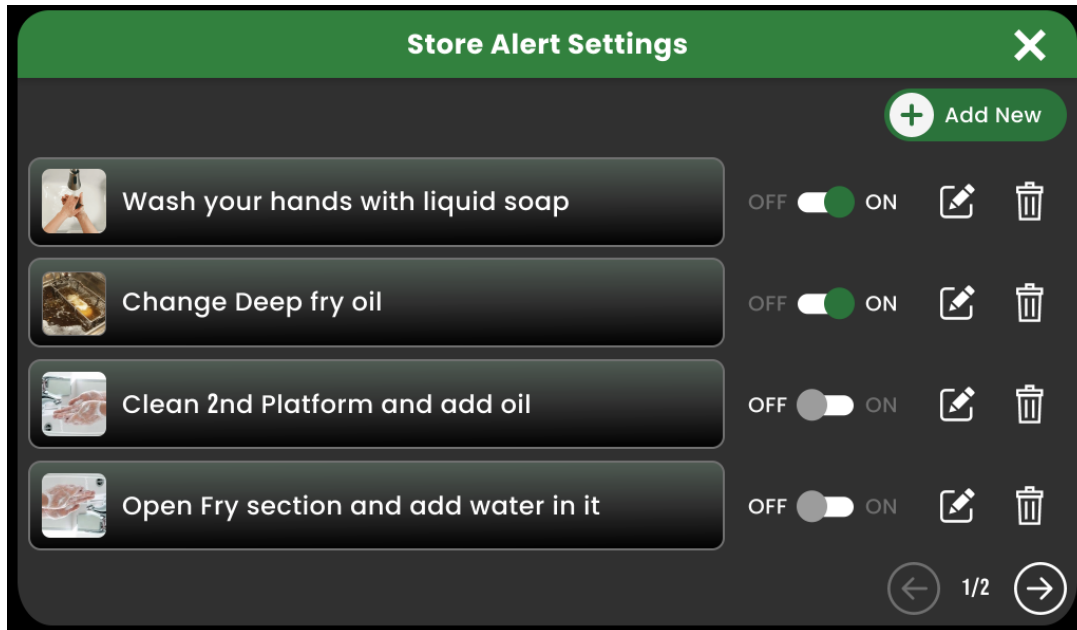 Store Alert Settings
Add New
Wash your hands with liquid soap
OFF ON
Change Deep fry oil
OFF ON
Clean 2nd Platform and add oil
OFF ON
Open Fry section and add water in it
OFF ON
1/2